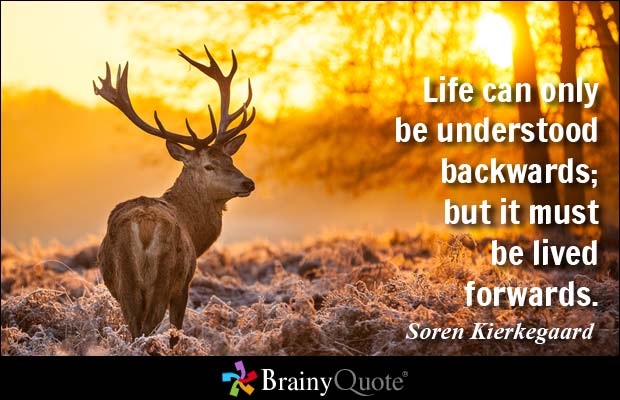 Life can only
be understood
backwards;
but it must
be lived
forwards.
Soren Kierkegaard
BrainyQuote®